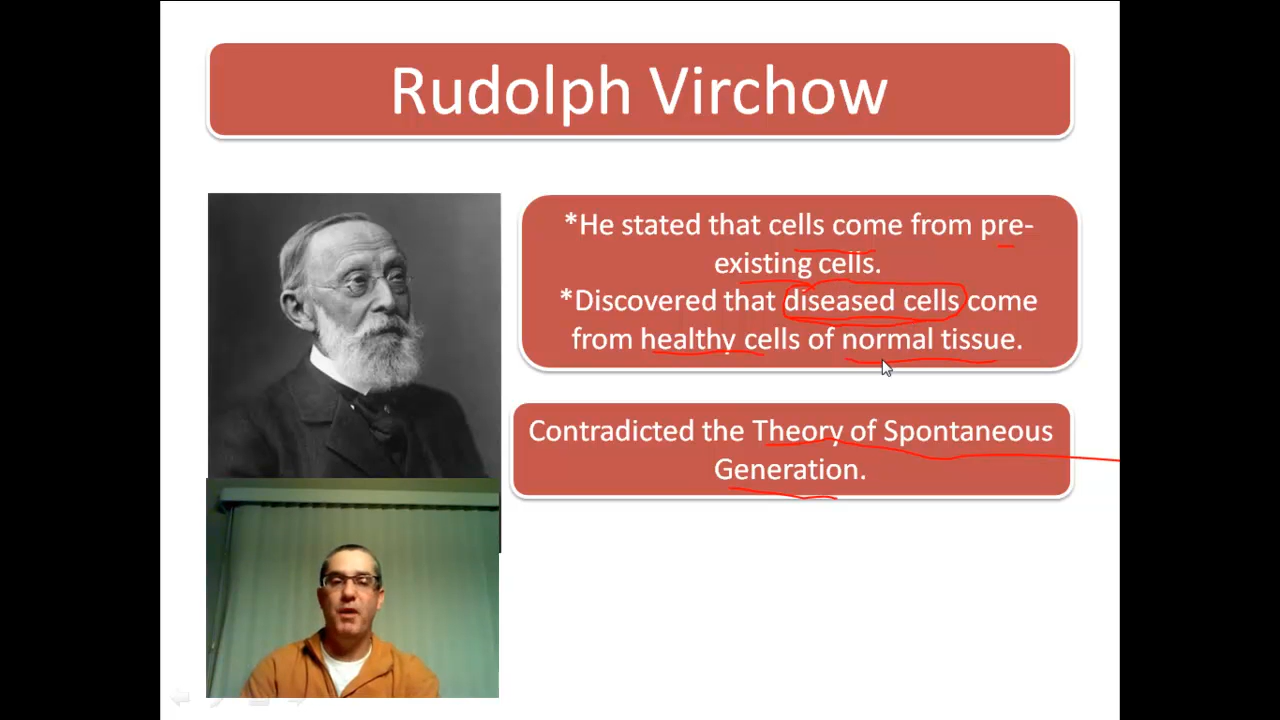 Rudolph Virchow
*He stated that cells come from pre-
existing cells.
*Discovered that diseased cells come
from healthy cells of normal tissue.
Contradicted the Theory of Spontaneous
Generation.